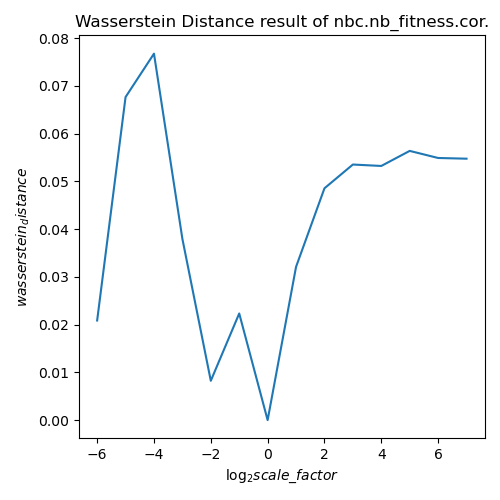 Wasserstein Distance result of nbc.nb_fitness.cor.
0.08
0.07
0.06
0.05
0.04
0.03
0.02
0.01
0.00
wasserstein_distance
−6 −4 −2 0 2 4 6
log₂scale_factor